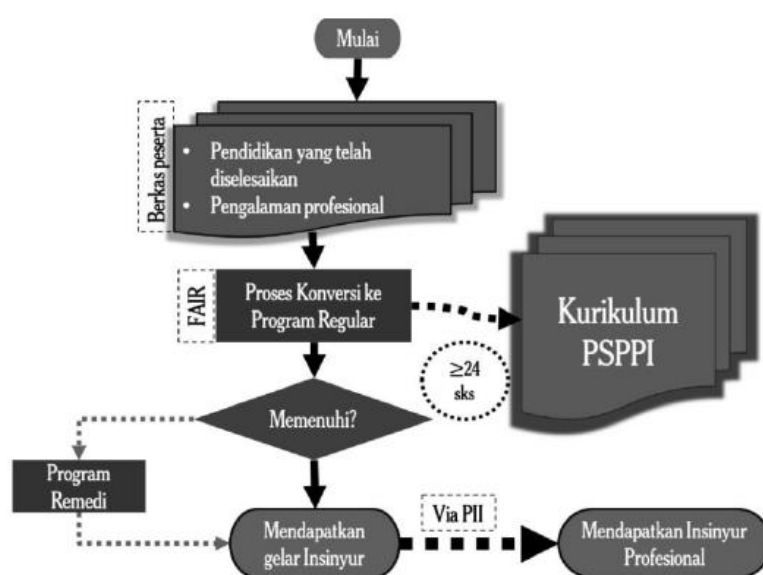 Mulai
Berkas peserta
• Pendidikan yang telah
diselesaikan
• Pengalaman profesional
FAIR
Proses Konversi ke
Program Regular
Kurikulum
PSPPI
≥24
sks
Memenuhi?
Program
Remedi
Mendapatkan
gelar Insinyur
Via PII
Mendapatkan Insinyur
Profesional